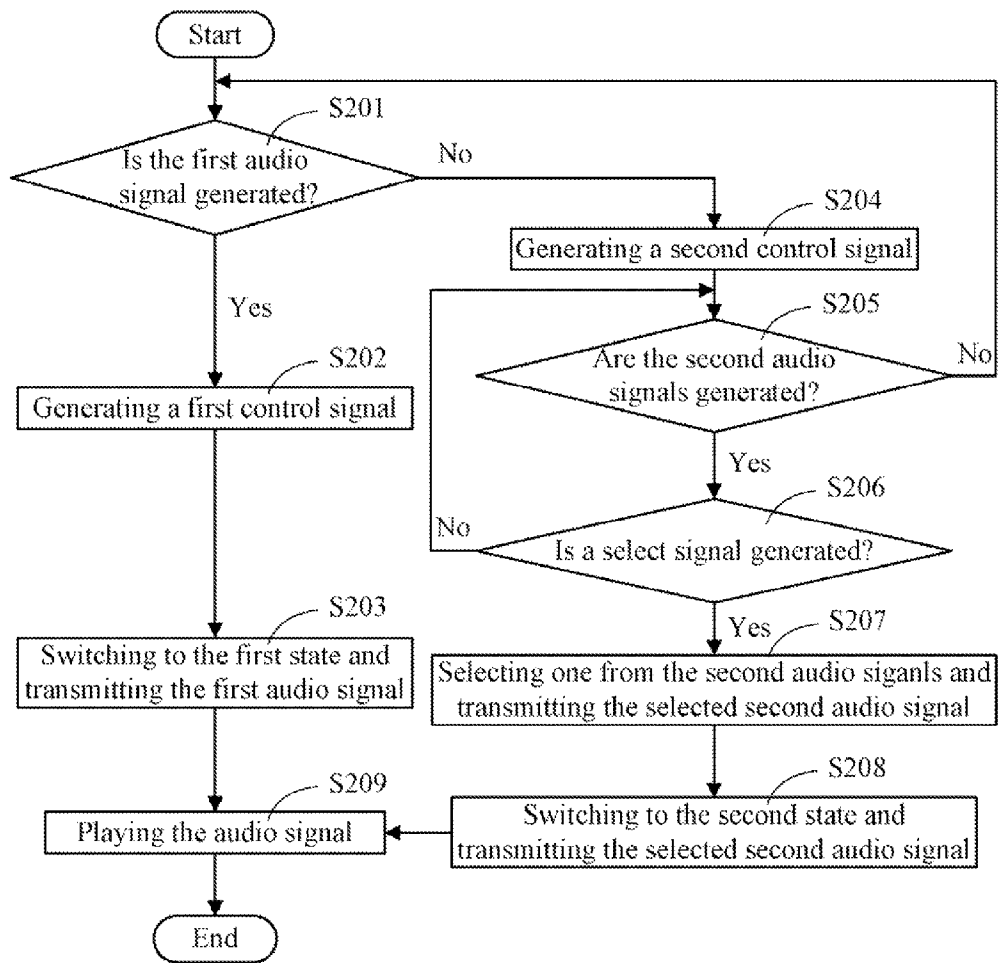 Start
S201
Is the first audio
signal generated?
No
S204
Generating a second control signal
Yes
S205
Are the second audio
signals generated?
No
S202
Generating a first control signal
Yes
S206
Is a select signal generated?
No
S203
Switching to the first state and
transmitting the first audio signal
Yes
S207
Selecting one from the second audio siganls and
transmitting the selected second audio signal
S208
Switching to the second state and
transmitting the selected second audio signal
S209
Playing the audio signal
End